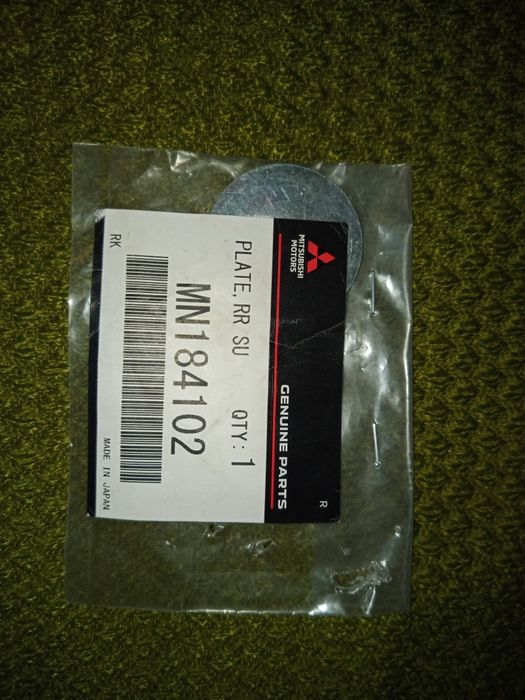 MITSUBISHI
MOTORS
GENUINE PARTS
R
PLATE, RR SU QTY: 1
MN184102
RK
MADE IN JAPAN